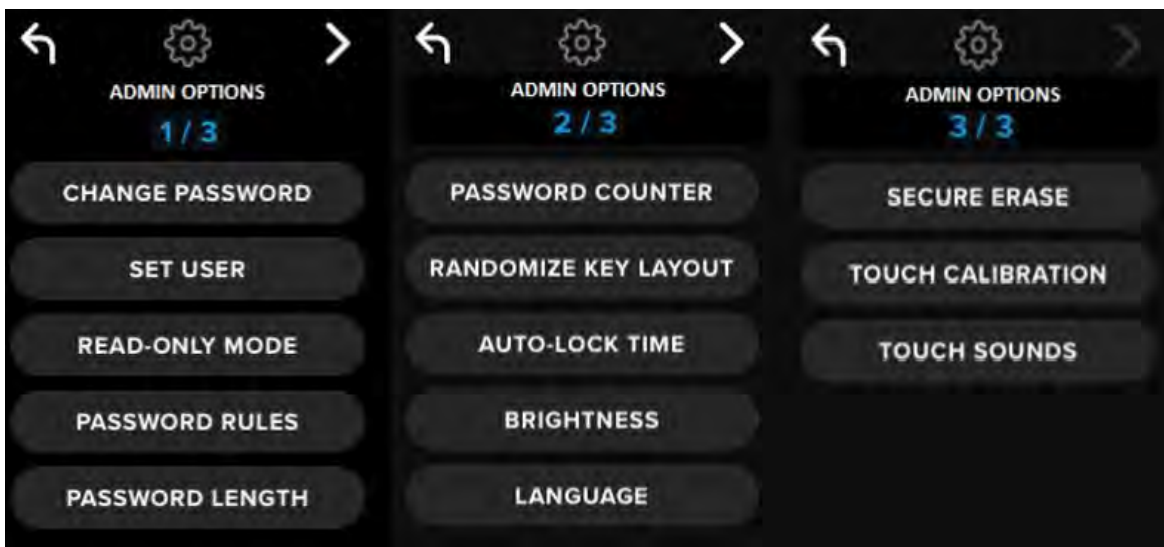 ADMIN OPTIONS
1 / 3
CHANGE PASSWORD
SET USER
READ-ONLY MODE
PASSWORD RULES
PASSWORD LENGTH
ADMIN OPTIONS
2 / 3
PASSWORD COUNTER
RANDOMIZE KEY LAYOUT
AUTO-LOCK TIME
BRIGHTNESS
LANGUAGE
ADMIN OPTIONS
3 / 3
SECURE ERASE
TOUCH CALIBRATION
TOUCH SOUNDS